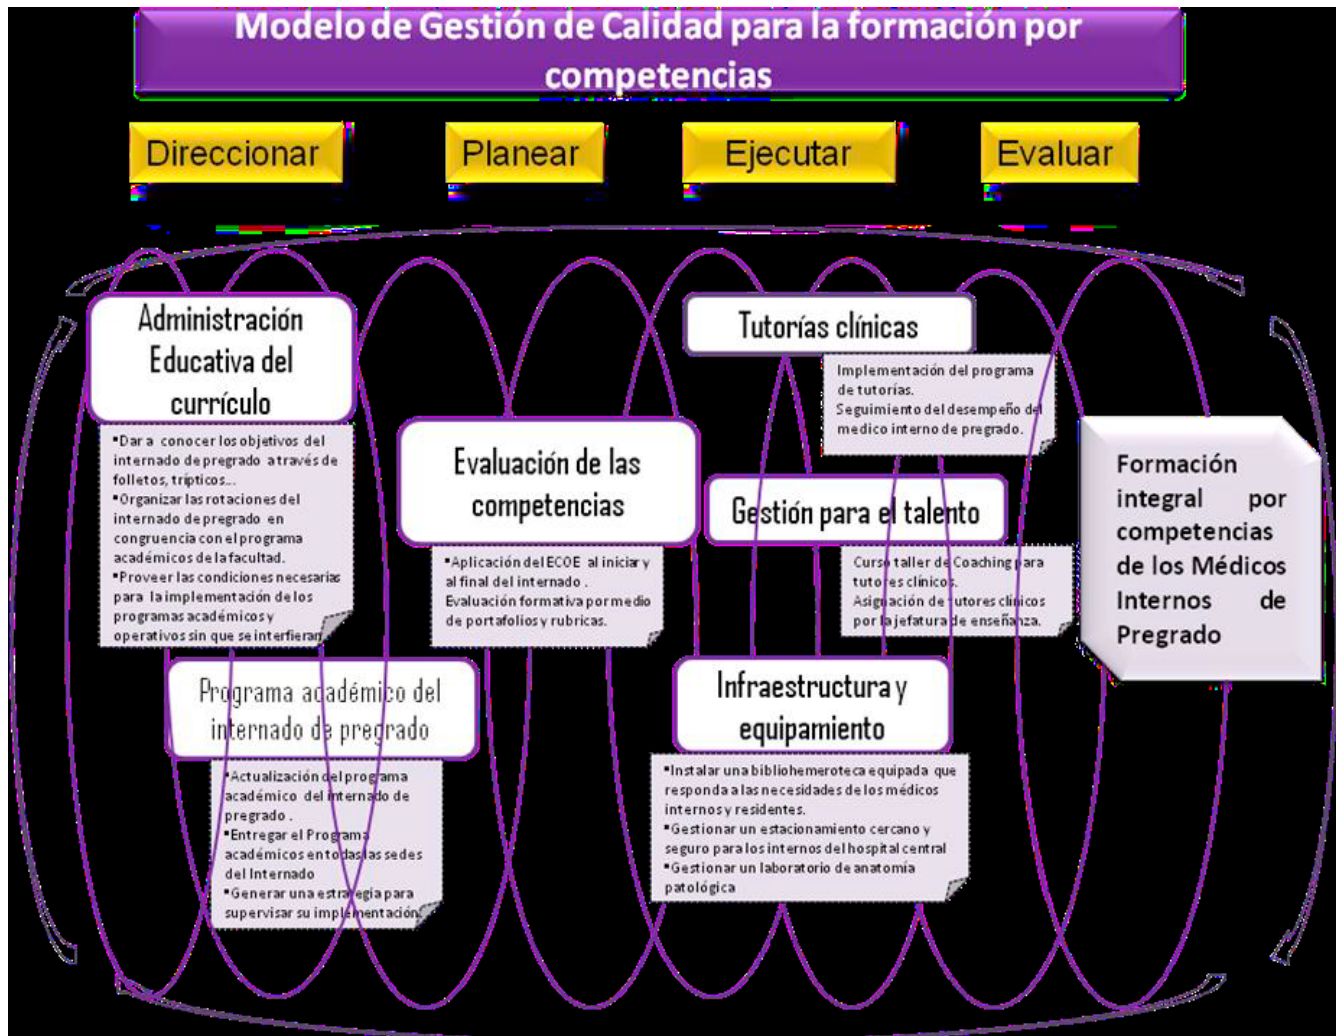 Modelo de Gestión de Calidad para la formación por
competencias
Direccionar
Planear
Ejecutar
Evaluar
Administración
Educativa del
currículo
▪Dar a conocer los objetivos del
internado de pregrado a través de
folletos, trípticos...
▪Organizar las rotaciones del
internado de pregrado en
congruencia con el programa
académicos de la facultad.
▪Proveer las condiciones necesarias
para la implementación de los
programas académicos y
operativos sin que se interfieran
Programa académico del
internado de pregrado
▪Actualización del programa
académico del internado de
pregrado .
▪Entregar el Programa
académicos en todas las sedes
del Internado
▪Generar una estrategia para
supervisar su implementación.
Evaluación de las
competencias
▪Aplicación del ECOE al iniciar y
al final del internado .
Evaluación formativa por medio
de portafolios y rubricas.
Tutorías clínicas
Implementación del programa
de tutorías.
Seguimiento del desempeño del
medico interno de pregrado.
Gestión para el talento
Curso taller de Coaching para
tutores clínicos.
Asignación de tutores clínicos
por la jefatura de enseñanza.
Infraestructura y
equipamiento
▪Instalar una bibliohemeroteca equipada que
responda a las necesidades de los médicos
internos y residentes.
▪Gestionar un estacionamiento cercano y
seguro para los internos del hospital central
▪Gestionar un laboratorio de anatomía
patológica
Formación
integral por
competencias
de los Médicos
Internos de
Pregrado